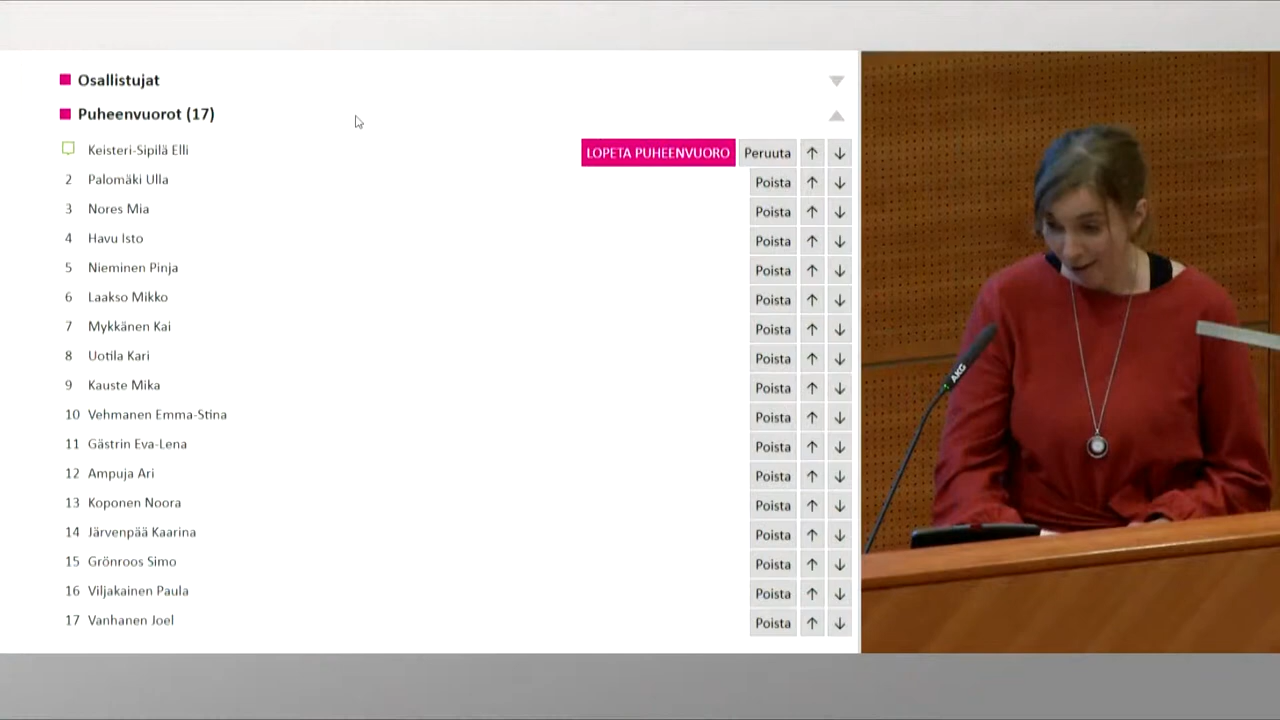 Osallistujat
Puheenvuorot (17)
Keisteri-Sipilä Elli LOPETA PUHEENVUORO Peruuta
2 Palomäki Ulla Poista
3 Nores Mia Poista
4 Havu Isto Poista
5 Nieminen Pinja Poista
6 Laakso Mikko Poista
7 Mykkänen Kai Poista
8 Uotila Kari Poista
9 Kauste Mika Poista
10 Vehmanen Emma-Stina Poista
11 Gästrin Eva-Lena Poista
12 Ampuja Ari Poista
13 Koponen Noora Poista
14 Järvenpää Kaarina Poista
15 Grönroos Simo Poista
16 Viljakainen Paula Poista
17 Vanhanen Joel Poista
AKG